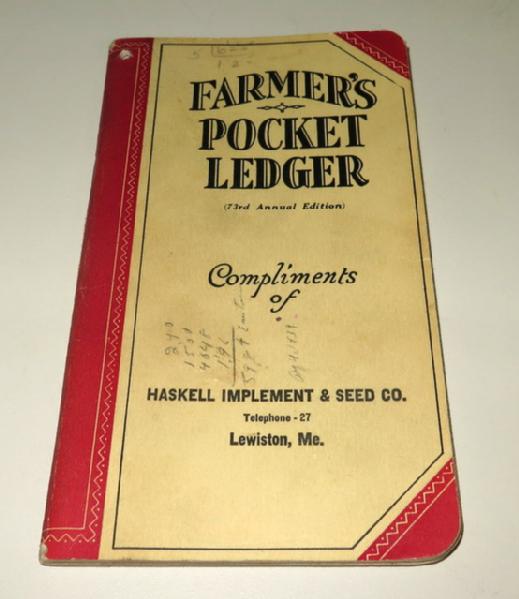 FARMER'S
POCKET
LEDGER
(73rd Annual Edition)
Compliments
of
HASKELL IMPLEMENT & SEED CO.
Telephone - 27
Lewiston, Me.